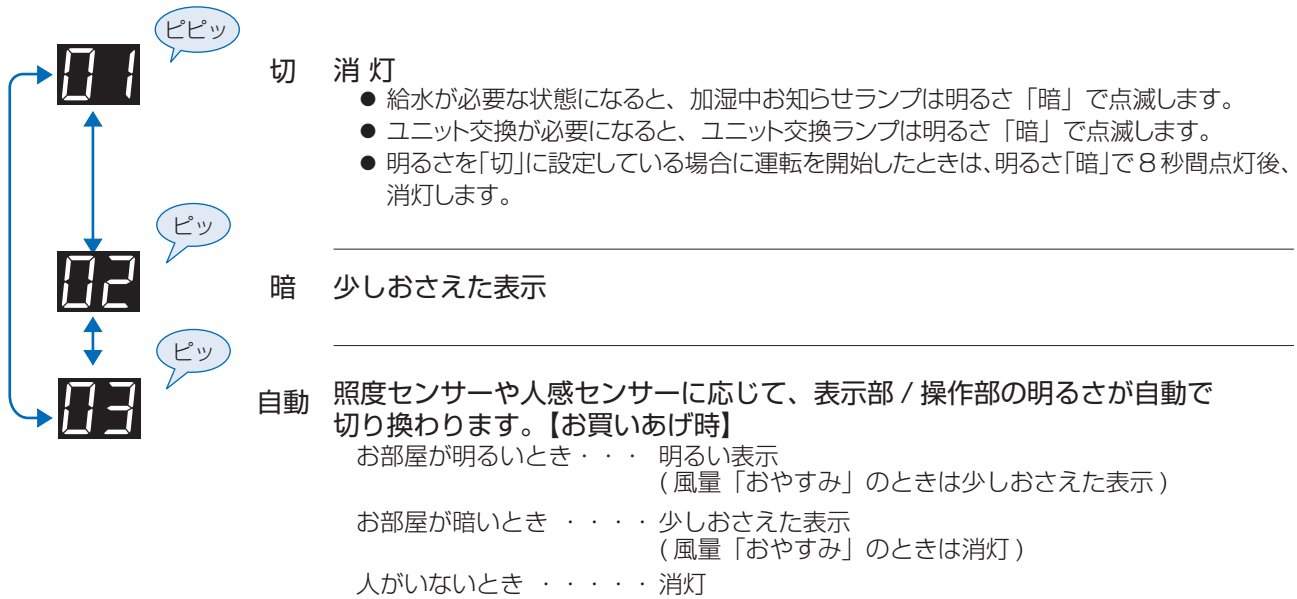 ピピッ
01
切 消 灯
● 給水が必要な状態になると、加湿中お知らせランプは明るさ「暗」で点滅します。
● ユニット交換が必要になると、ユニット交換ランプは明るさ「暗」で点滅します。
● 明るさを「切」に設定している場合に運転を開始したときは、明るさ「暗」で8秒間点灯後、
消灯します。
ピッ
02
暗 少しおさえた表示
ピッ
03
自動 照度センサーや人感センサーに応じて、表示部 / 操作部の明るさが自動で
切り換わります。【お買いあげ時】
お部屋が明るいとき・・・ 明るい表示
(風量「おやすみ」のときは少しおさえた表示)
お部屋が暗いとき ・・・・ 少しおさえた表示
(風量「おやすみ」のときは消灯)
人がいないとき ・・・・・ 消灯